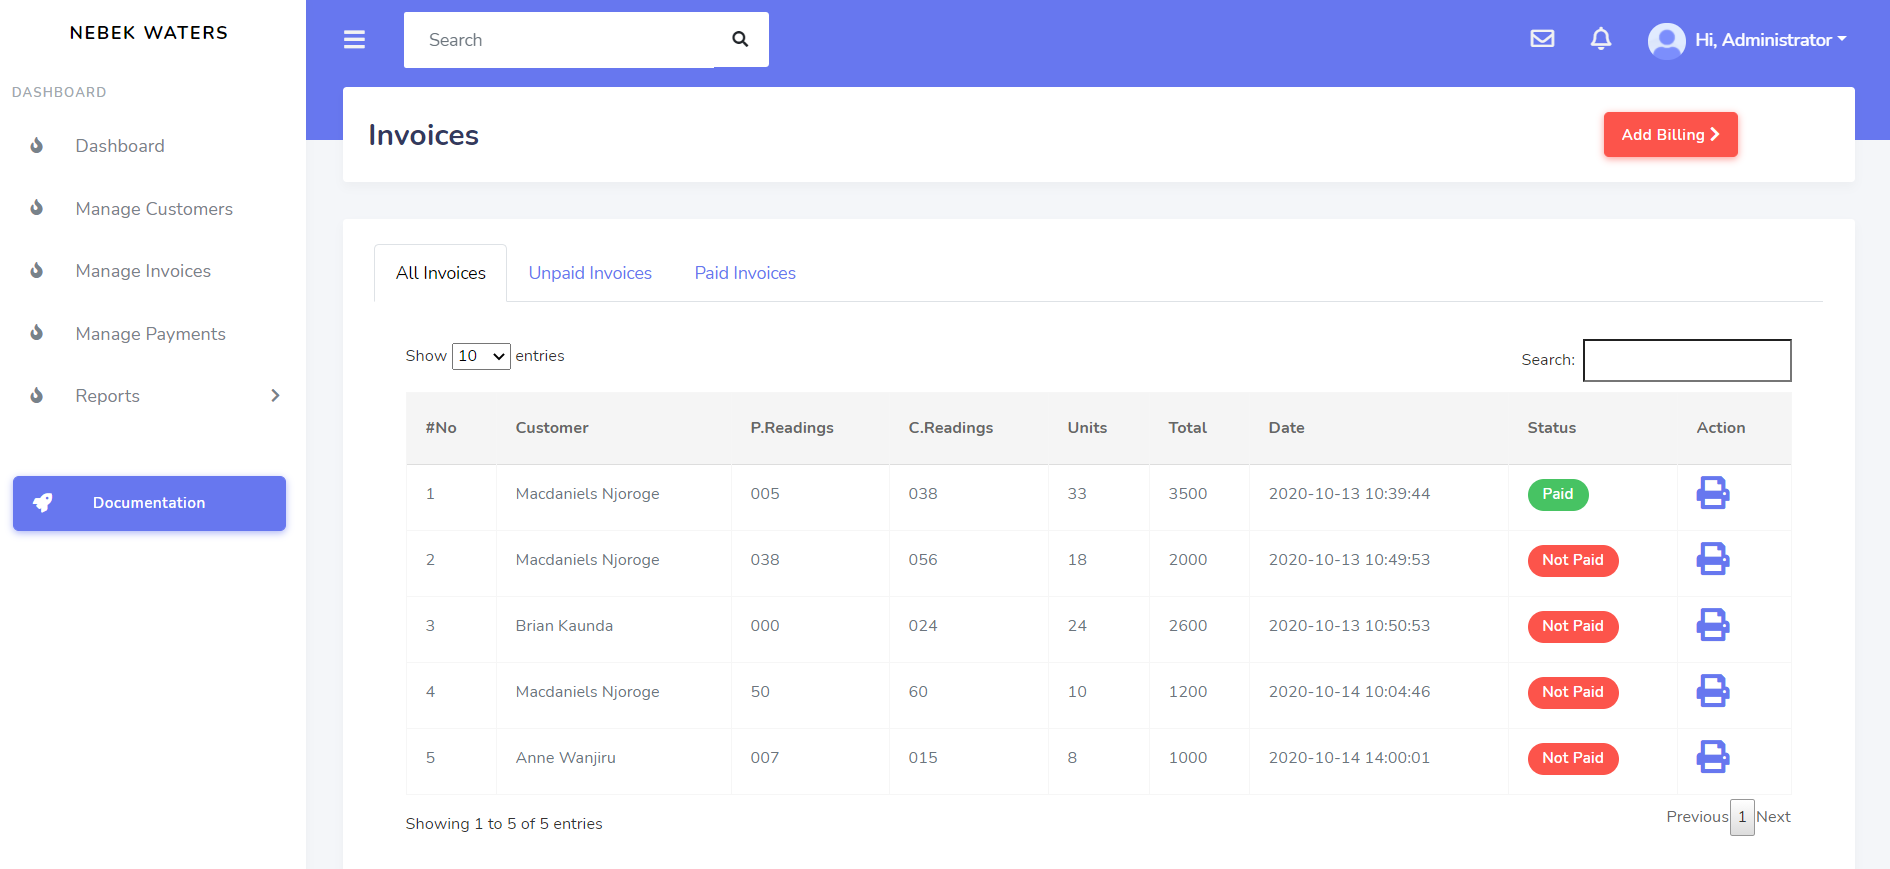 NEBEK WATERS
DASHBOARD
Dashboard
Manage Customers
Manage Invoices
Manage Payments
Reports
Documentation
Search
Hi, Administrator
Invoices
Add Billing
All Invoices Unpaid Invoices Paid Invoices
Show 10 entries Search:
#No Customer P.Readings C.Readings Units Total Date Status Action
1 Macdaniels Njoroge 005 038 33 3500 2020-10-13 10:39:44 Paid
2 Macdaniels Njoroge 038 056 18 2000 2020-10-13 10:49:53 Not Paid
3 Brian Kaunda 000 024 24 2600 2020-10-13 10:50:53 Not Paid
4 Macdaniels Njoroge 50 60 10 1200 2020-10-14 10:04:46 Not Paid
5 Anne Wanjiru 007 015 8 1000 2020-10-14 14:00:01 Not Paid
Showing 1 to 5 of 5 entries Previous 1 Next